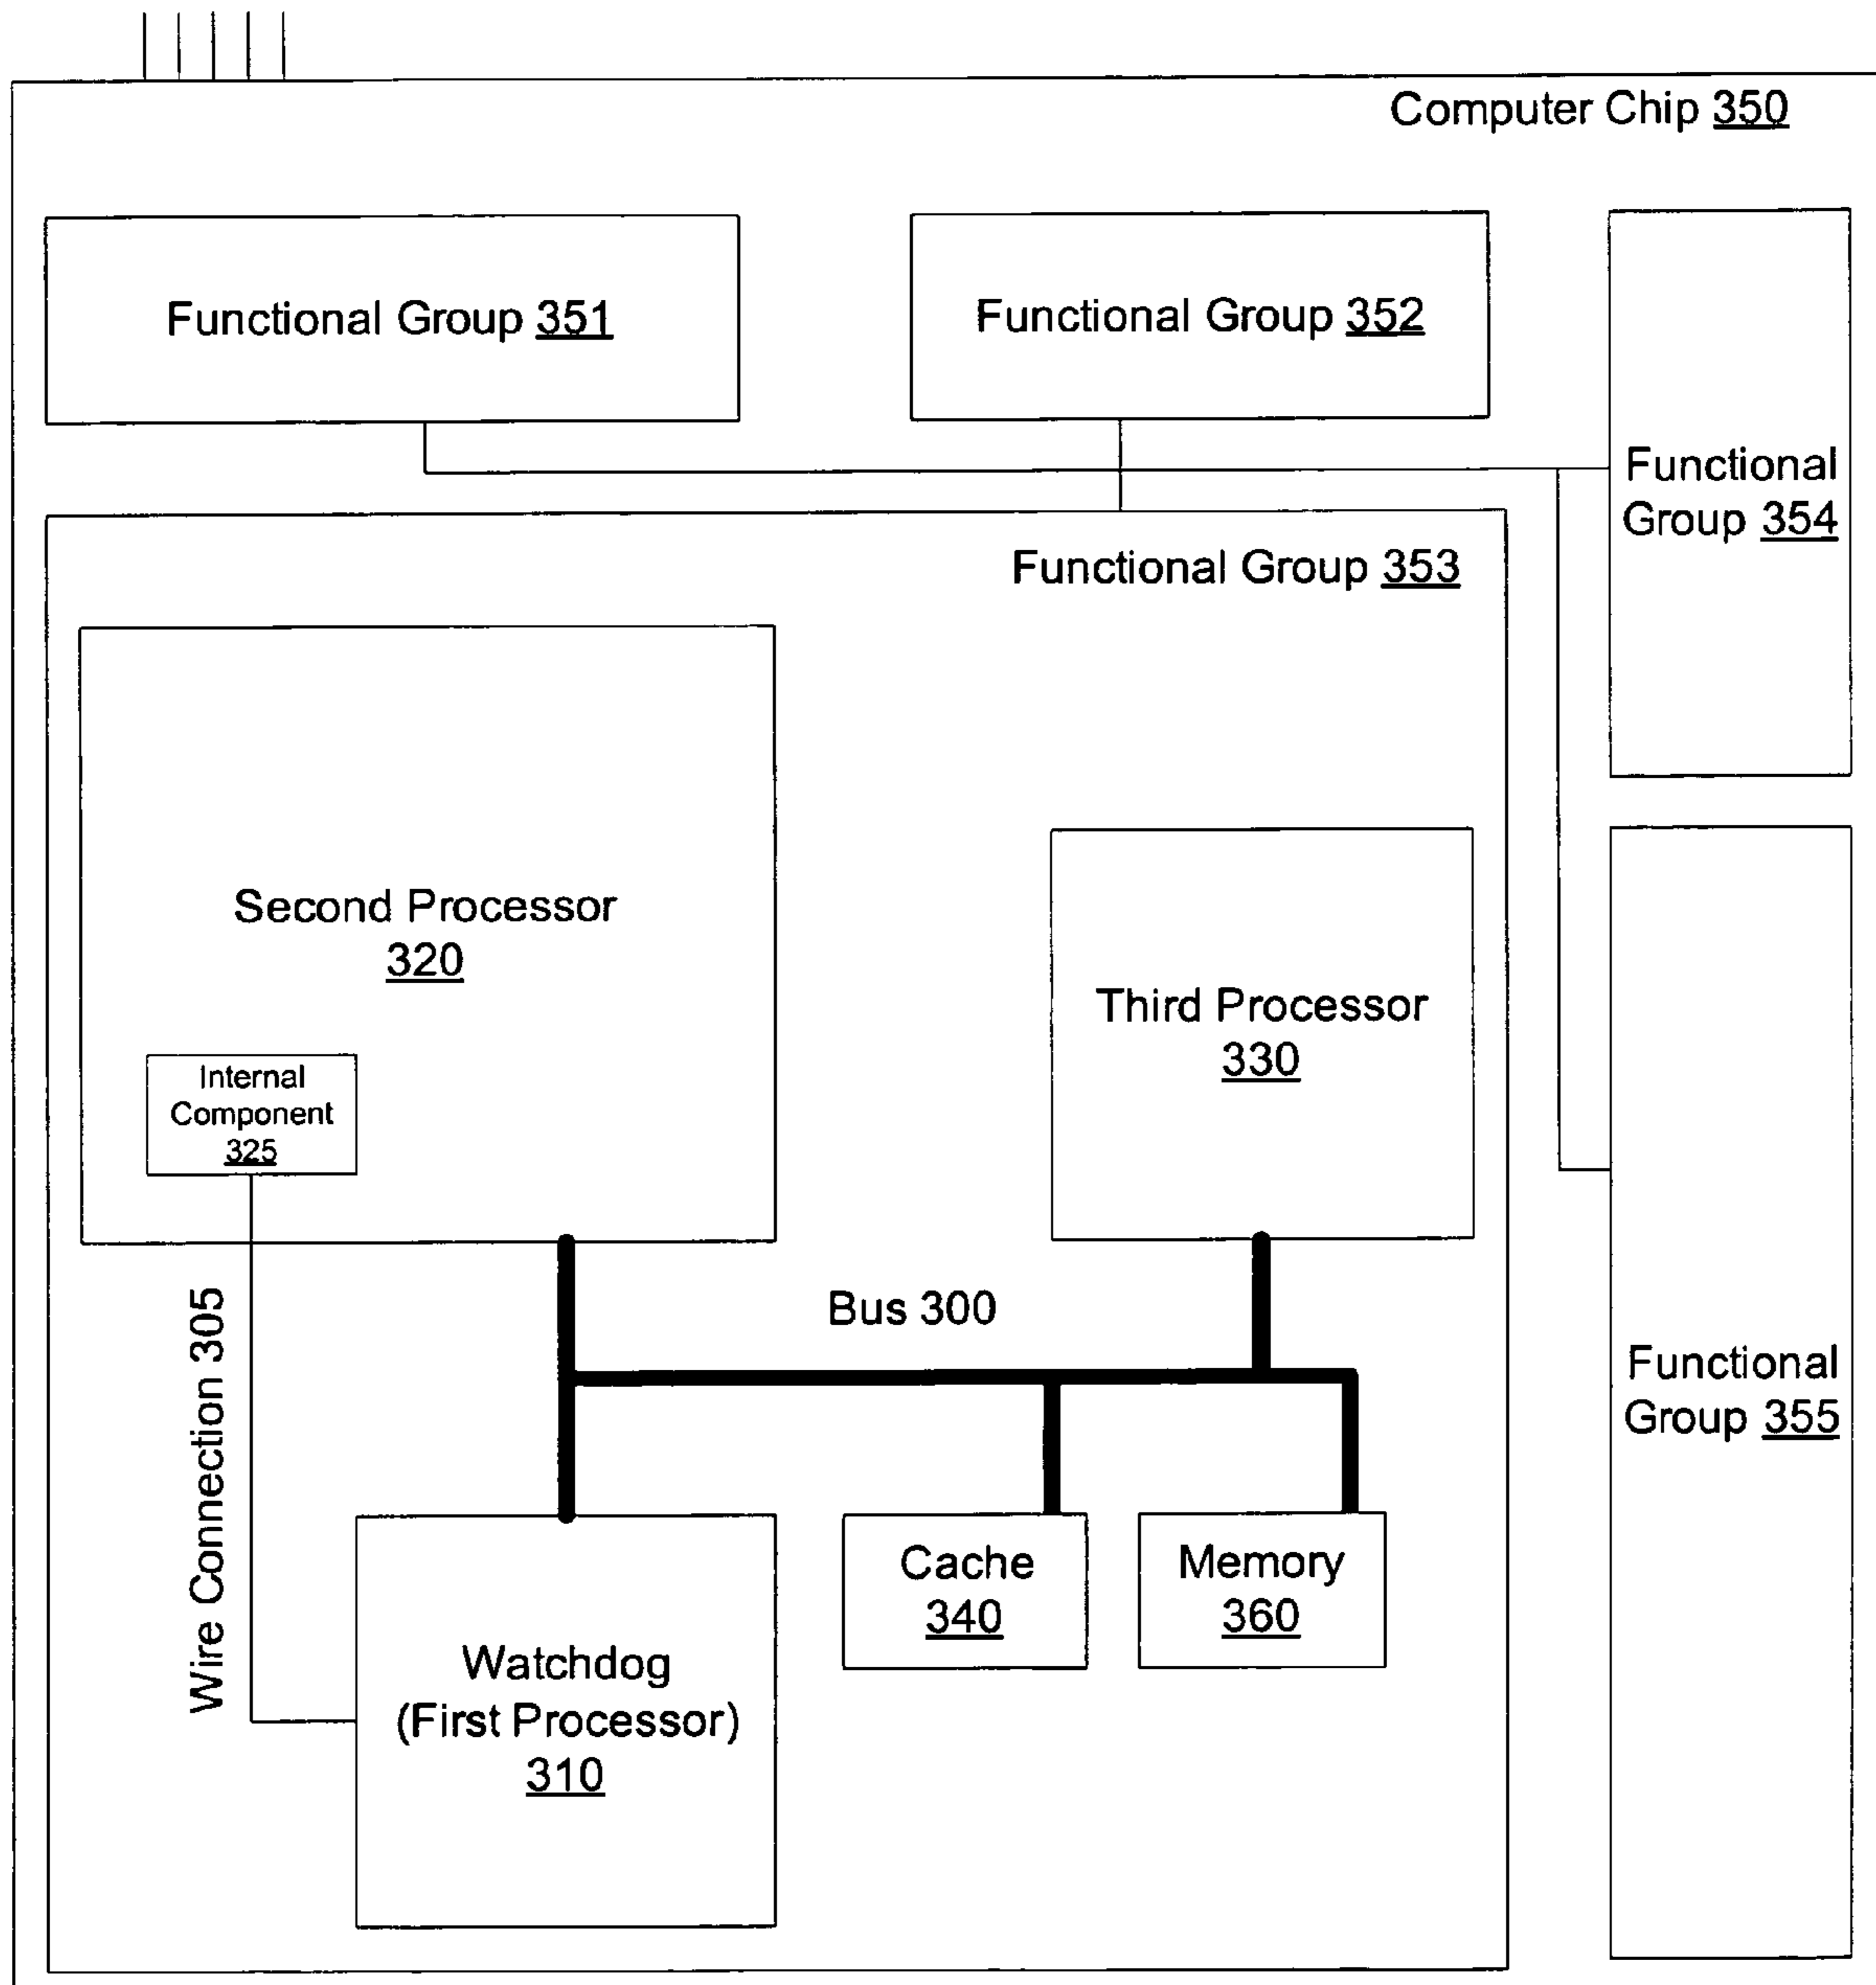 Computer Chip 350
Functional Group 351
Functional Group 352
Functional
Group 354
Functional Group 353
Second Processor
320
Internal
Component
325
Third Processor
330
Wire Connection 305
Bus 300
Functional
Group 355
Cache
340
Memory
360
Watchdog
(First Processor)
310